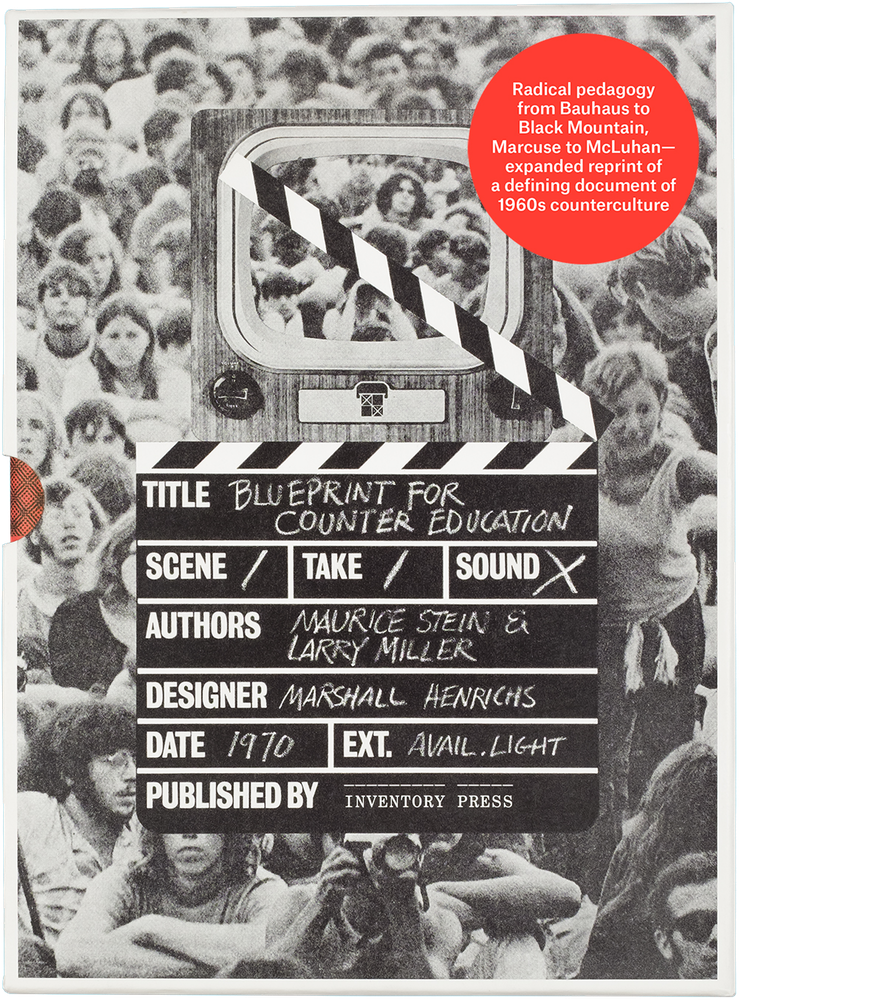 Radical pedagogy
from Bauhaus to
Black Mountain,
Marcuse to McLuhan—
expanded reprint of
a defining document of
1960s counterculture
TITLE BLUEPRINT FOR
COUNTER EDUCATION
SCENE / TAKE / SOUND X
AUTHORS MAURICE STEIN &
LARRY MILLER
DESIGNER MARSHALL HENRICHS
DATE 1970 EXT. AVAIL. LIGHT
PUBLISHED BY INVENTORY PRESS